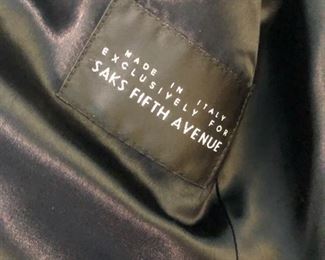 MADE IN ITALY
EXCLUSIVELY FOR
SAKS FIFTH AVENUE